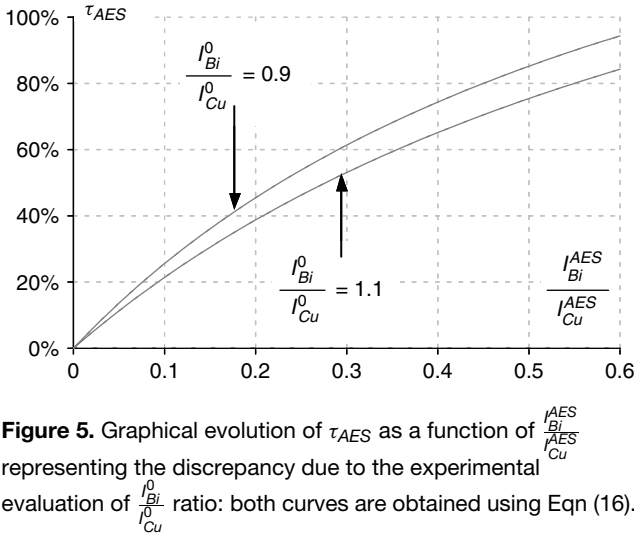 100% τAES
80%
60%
40%
20%
0%
I⁰Bi / I⁰Cu = 0.9
I⁰Bi / I⁰Cu = 1.1
IAESBi / IAESCu
0 0.1 0.2 0.3 0.4 0.5 0.6
Figure 5. Graphical evolution of τAES as a function of IAESBi / IAESCu
representing the discrepancy due to the experimental
evaluation of I⁰Bi / I⁰Cu ratio: both curves are obtained using Eqn (16).